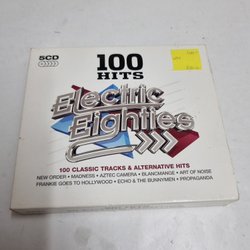 5CD
100
HITS
Electric
Eighties
100 CLASSIC TRACKS & ALTERNATIVE HITS
NEW ORDER • MADNESS • AZTEC CAMERA • BLANCMANGE • ART OF NOISE
FRANKIE GOES TO HOLLYWOOD • ECHO & THE BUNNYMEN • PROPAGANDA